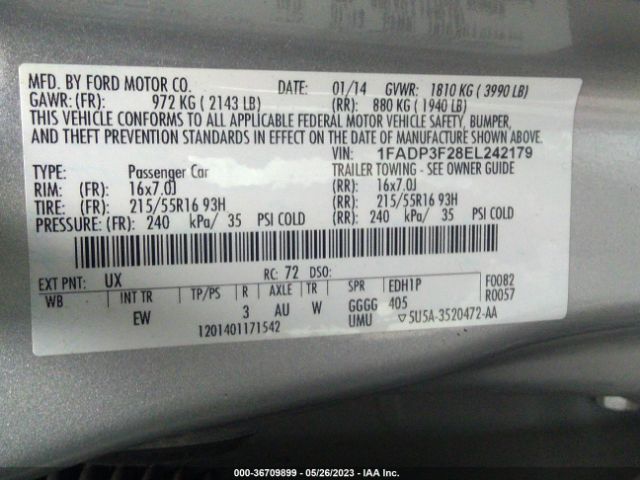 MFD. BY FORD MOTOR CO. DATE: 01/14 GVWR: 1810 KG ( 3990 LB)
GAWR: (FR): 972 KG ( 2143 LB) (RR): 880 KG ( 1940 LB)
THIS VEHICLE CONFORMS TO ALL APPLICABLE FEDERAL MOTOR VEHICLE SAFETY, BUMPER,
AND THEFT PREVENTION STANDARDS IN EFFECT ON THE DATE OF MANUFACTURE SHOWN ABOVE.
VIN: 1FADP3F28EL242179
TYPE: Passenger Car TRAILER TOWING - SEE OWNER GUIDE
RIM: (FR): 16x7.0J (RR): 16x7.0J
TIRE: (FR): 215/55R16 93H (RR): 215/55R16 93H
PRESSURE: (FR): 240 kPa/ 35 PSI COLD (RR): 240 kPa/ 35 PSI COLD
EXT PNT: UX RC: 72 DSO:
WB INT TR TP/PS R AXLE TR SPR EDH1P F0082
EW 3 AU W GGGG 405 R0057
1201401171542 UMU ▽5U5A-3520472-AA
000-36709899 - 05/26/2023 - IAA Inc.